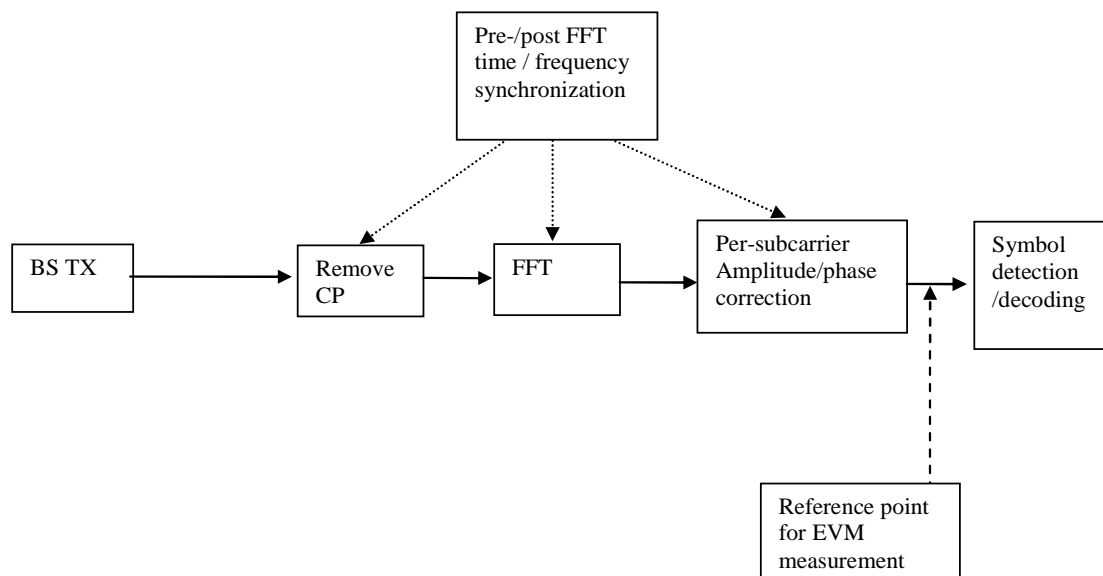 Pre-/post FFT
time / frequency
synchronization
BS TX
Remove
CP
FFT
Per-subcarrier
Amplitude/phase
correction
Symbol
detection
/decoding
Reference point
for EVM
measurement